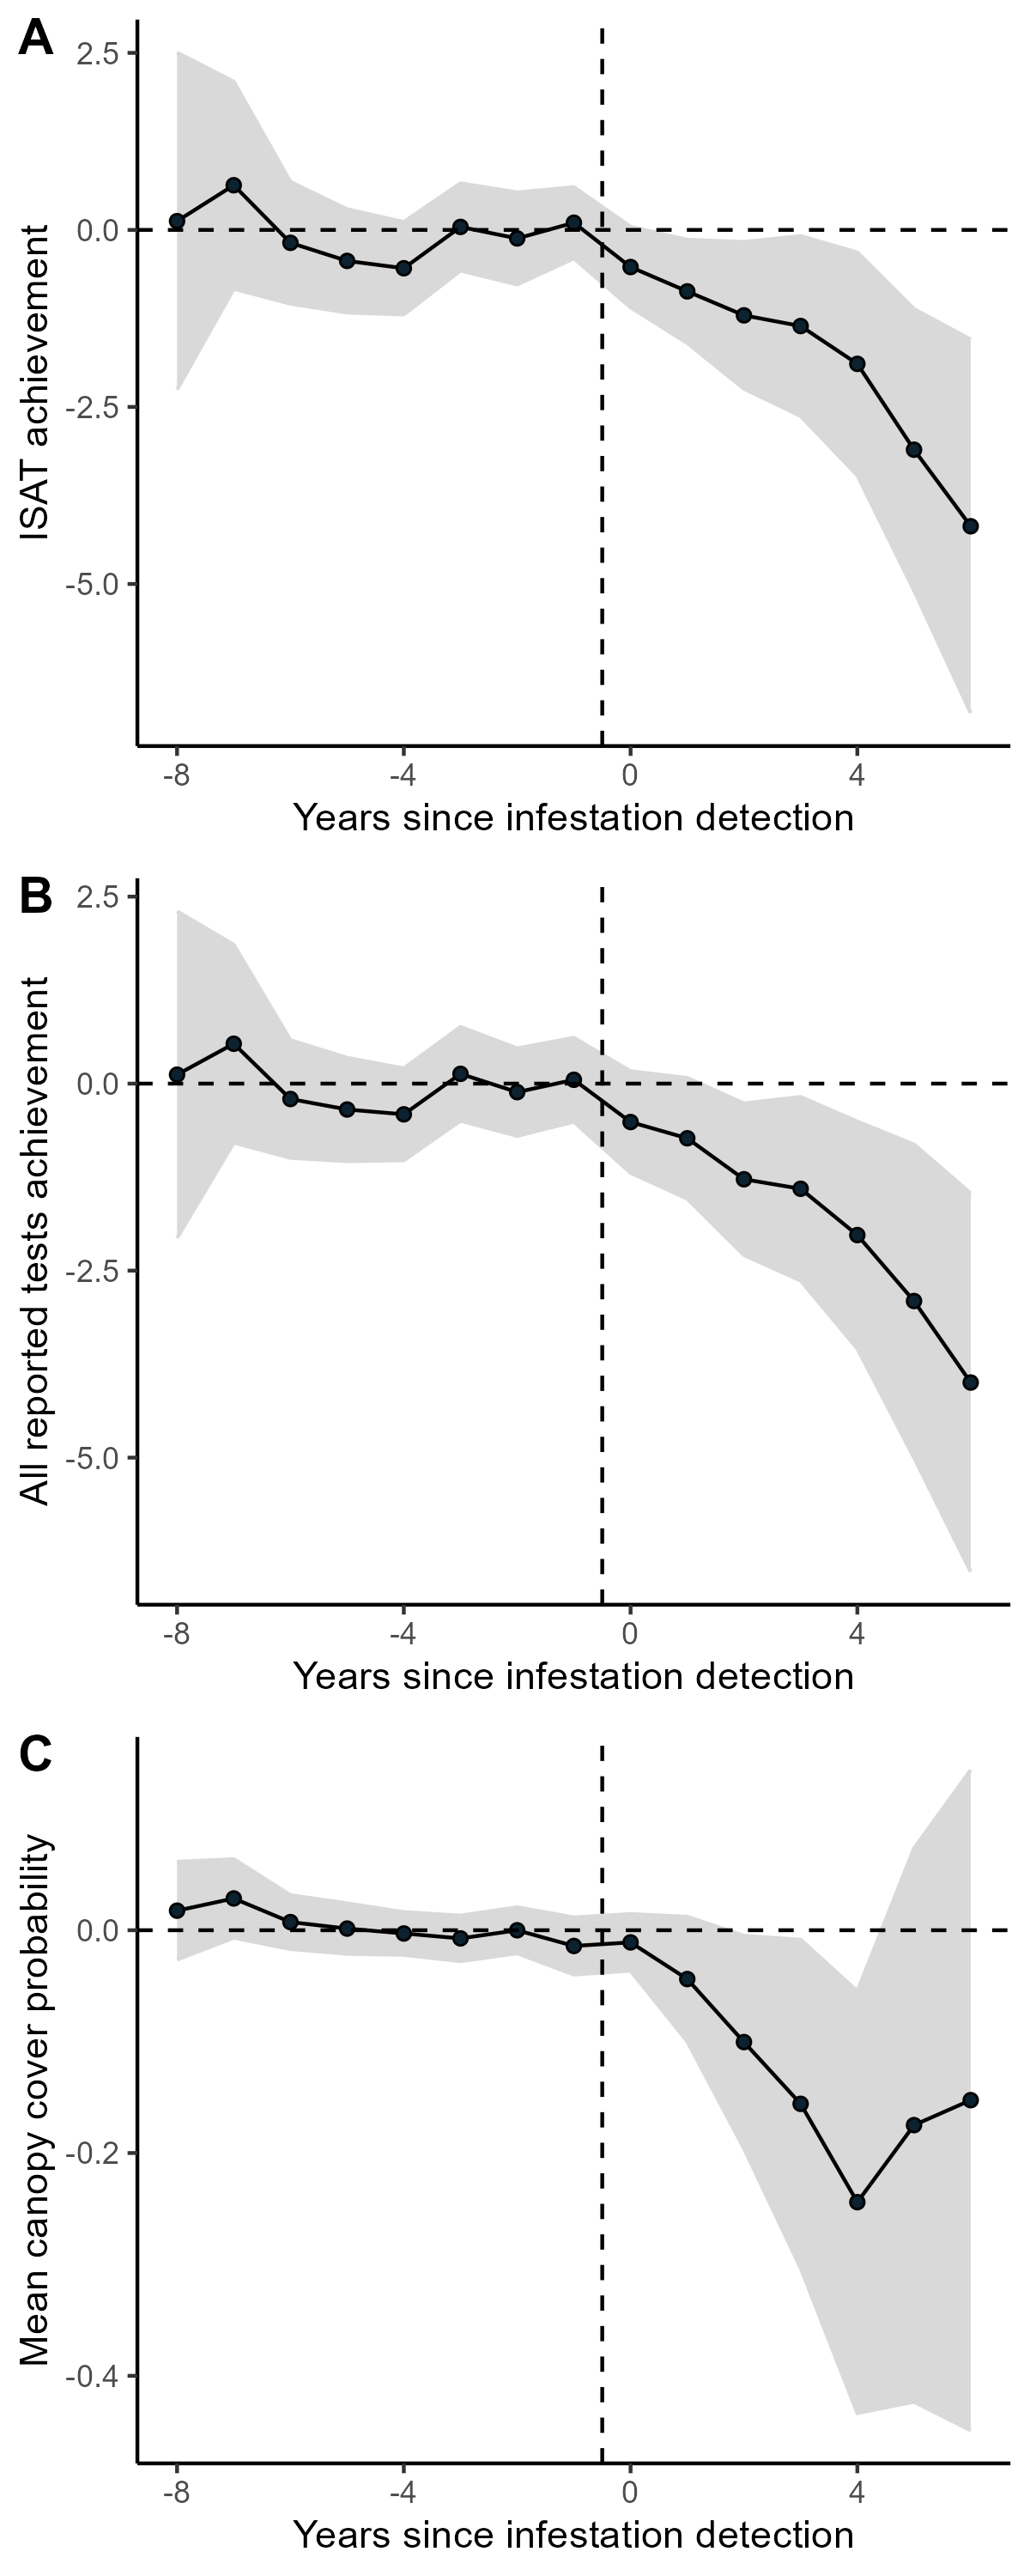 A
ISAT achievement
2.5
0.0
-2.5
-5.0
-8 -4 0 4
Years since infestation detection
B
All reported tests achievement
2.5
0.0
-2.5
-5.0
-8 -4 0 4
Years since infestation detection
C
Mean canopy cover probability
0.0
-0.2
-0.4
-8 -4 0 4
Years since infestation detection